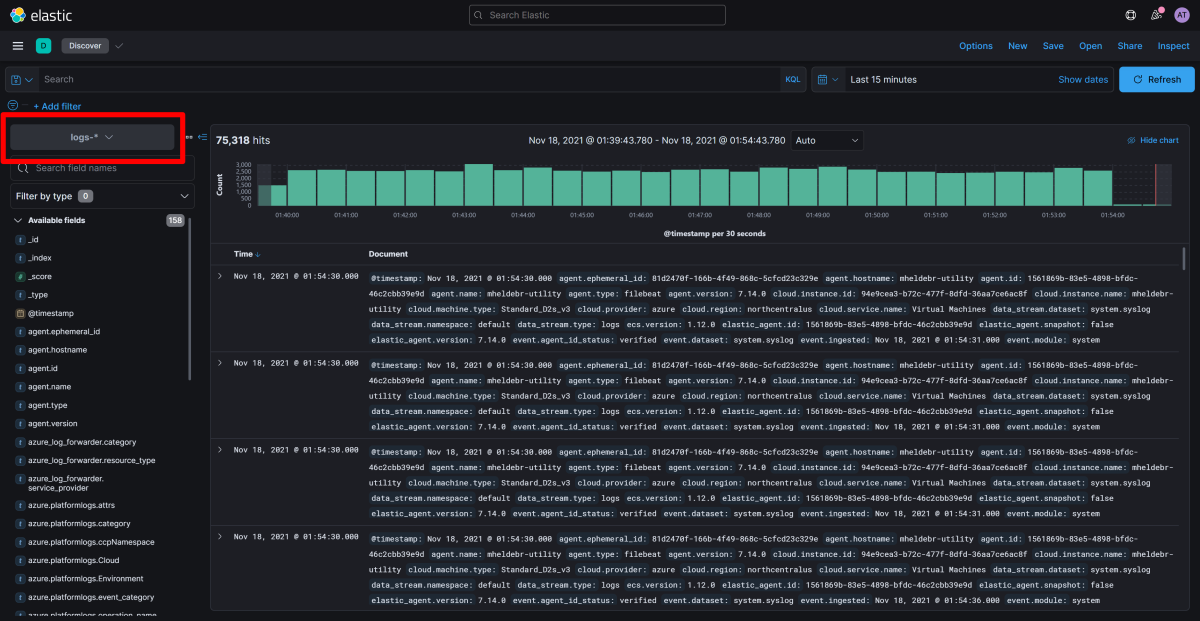 elastic
Search Elastic
AT
D
Discover
Options New Save Open Share Inspect
Search
KQL
Last 15 minutes
Show dates
Refresh
+ Add filter
logs-*
Search field names
Filter by type 0
Available fields 158
t _id
t _index
# _score
t _type
@timestamp
t agent.ephemeral_id
t agent.hostname
t agent.id
t agent.name
t agent.type
t agent.version
t azure_log_forwarder.category
t azure_log_forwarder.resource_type
t azure_log_forwarder.
service_provider
t azure.platformlogs.attrs
t azure.platformlogs.category
t azure.platformlogs.ccpNamespace
t azure.platformlogs.Cloud
t azure.platformlogs.Environment
t azure.platformlogs.event_category
t azure.platformlogs.operation_name
75,318 hits
Nov 18, 2021 @ 01:39:43.780 - Nov 18, 2021 @ 01:54:43.780
Auto
Hide chart
Count
3,000
2,500
2,000
1,500
1,000
500
0
01:40:00 01:41:00 01:42:00 01:43:00 01:44:00 01:45:00 01:46:00 01:47:00 01:48:00 01:49:00 01:50:00 01:51:00 01:52:00 01:53:00 01:54:00
@timestamp per 30 seconds
Time Document
Nov 18, 2021 @ 01:54:30.000 @timestamp: Nov 18, 2021 @ 01:54:30.000 agent.ephemeral_id: 81d2470f-166b-4f49-868c-5cfcd23c329e agent.hostname: mheldebr-utility agent.id: 1561869b-83e5-4898-bfdc-
46c2cbb39e9d agent.name: mheldebr-utility agent.type: filebeat agent.version: 7.14.0 cloud.instance.id: 94e9cea3-b72c-477f-8dfd-36aa7ce6ac8f cloud.instance.name: mheldebr-
utility cloud.machine.type: Standard_D2s_v3 cloud.provider: azure cloud.region: northcentralus cloud.service.name: Virtual Machines data_stream.dataset: system.syslog
data_stream.namespace: default data_stream.type: logs ecs.version: 1.12.0 elastic_agent.id: 1561869b-83e5-4898-bfdc-46c2cbb39e9d elastic_agent.snapshot: false
elastic_agent.version: 7.14.0 event.agent_id_status: verified event.dataset: system.syslog event.ingested: Nov 18, 2021 @ 01:54:31.000 event.module: system
Nov 18, 2021 @ 01:54:30.000 @timestamp: Nov 18, 2021 @ 01:54:30.000 agent.ephemeral_id: 81d2470f-166b-4f49-868c-5cfcd23c329e agent.hostname: mheldebr-utility agent.id: 1561869b-83e5-4898-bfdc-
46c2cbb39e9d agent.name: mheldebr-utility agent.type: filebeat agent.version: 7.14.0 cloud.instance.id: 94e9cea3-b72c-477f-8dfd-36aa7ce6ac8f cloud.instance.name: mheldebr-
utility cloud.machine.type: Standard_D2s_v3 cloud.provider: azure cloud.region: northcentralus cloud.service.name: Virtual Machines data_stream.dataset: system.syslog
data_stream.namespace: default data_stream.type: logs ecs.version: 1.12.0 elastic_agent.id: 1561869b-83e5-4898-bfdc-46c2cbb39e9d elastic_agent.snapshot: false
elastic_agent.version: 7.14.0 event.agent_id_status: verified event.dataset: system.syslog event.ingested: Nov 18, 2021 @ 01:54:31.000 event.module: system
Nov 18, 2021 @ 01:54:30.000 @timestamp: Nov 18, 2021 @ 01:54:30.000 agent.ephemeral_id: 81d2470f-166b-4f49-868c-5cfcd23c329e agent.hostname: mheldebr-utility agent.id: 1561869b-83e5-4898-bfdc-
46c2cbb39e9d agent.name: mheldebr-utility agent.type: filebeat agent.version: 7.14.0 cloud.instance.id: 94e9cea3-b72c-477f-8dfd-36aa7ce6ac8f cloud.instance.name: mheldebr-
utility cloud.machine.type: Standard_D2s_v3 cloud.provider: azure cloud.region: northcentralus cloud.service.name: Virtual Machines data_stream.dataset: system.syslog
data_stream.namespace: default data_stream.type: logs ecs.version: 1.12.0 elastic_agent.id: 1561869b-83e5-4898-bfdc-46c2cbb39e9d elastic_agent.snapshot: false
elastic_agent.version: 7.14.0 event.agent_id_status: verified event.dataset: system.syslog event.ingested: Nov 18, 2021 @ 01:54:31.000 event.module: system
Nov 18, 2021 @ 01:54:30.000 @timestamp: Nov 18, 2021 @ 01:54:30.000 agent.ephemeral_id: 81d2470f-166b-4f49-868c-5cfcd23c329e agent.hostname: mheldebr-utility agent.id: 1561869b-83e5-4898-bfdc-
46c2cbb39e9d agent.name: mheldebr-utility agent.type: filebeat agent.version: 7.14.0 cloud.instance.id: 94e9cea3-b72c-477f-8dfd-36aa7ce6ac8f cloud.instance.name: mheldebr-
utility cloud.machine.type: Standard_D2s_v3 cloud.provider: azure cloud.region: northcentralus cloud.service.name: Virtual Machines data_stream.dataset: system.syslog
data_stream.namespace: default data_stream.type: logs ecs.version: 1.12.0 elastic_agent.id: 1561869b-83e5-4898-bfdc-46c2cbb39e9d elastic_agent.snapshot: false
elastic_agent.version: 7.14.0 event.agent_id_status: verified event.dataset: system.syslog event.ingested: Nov 18, 2021 @ 01:54:36.000 event.module: system